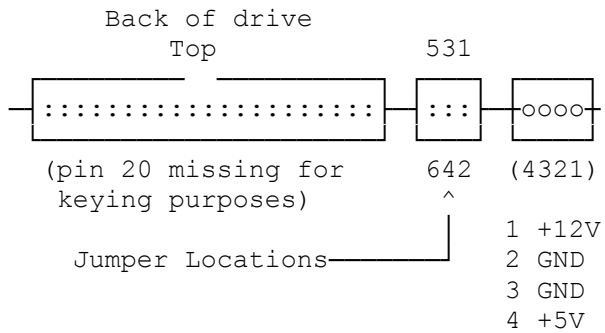 Back of drive
Top 531
:::::::::::::::::::: ::: oooo
(pin 20 missing for 642 (4321)
keying purposes) ^
1 +12V
Jumper Locations 2 GND
3 GND
4 +5V